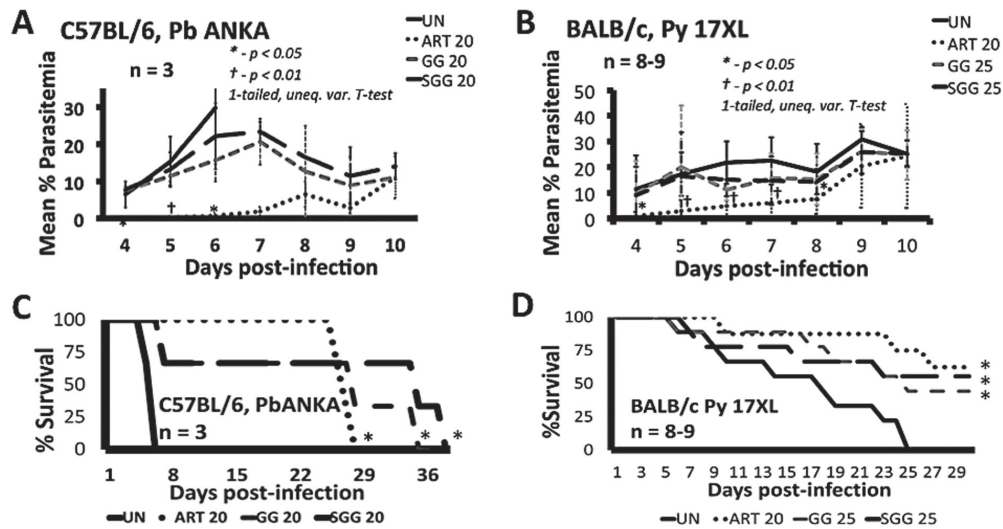 A
C57BL/6, Pb ANKA
n = 3
* - p < 0.05
† - p < 0.01
1-tailed, uneq. var. T-test
UN
ART 20
GG 20
SGG 20
Mean % Parasitemia
30
20
10
0
†
*
*
4 5 6 7 8 9 10
Days post-infection
B
BALB/c, Py 17XL
n = 8-9
* - p < 0.05
† - p < 0.01
1-tailed, uneq. var. T-test
UN
ART 20
GG 25
SGG 25
Mean % Parasitemia
50
40
30
20
10
0
* † † † *
4 5 6 7 8 9 10
Days post-infection
C
% Survival
100
75
50
25
0
C57BL/6, PbANKA
n = 3
* * *
1 8 15 22 29 36
Days post-infection
UN ART 20 GG 20 SGG 20
D
%Survival
100
75
50
25
0
BALB/c Py 17XL
n = 8-9
*
*
*
1 3 5 7 9 11 13 15 17 19 21 23 25 27 29
Days post-infection
UN ART 20 GG 25 SGG 25